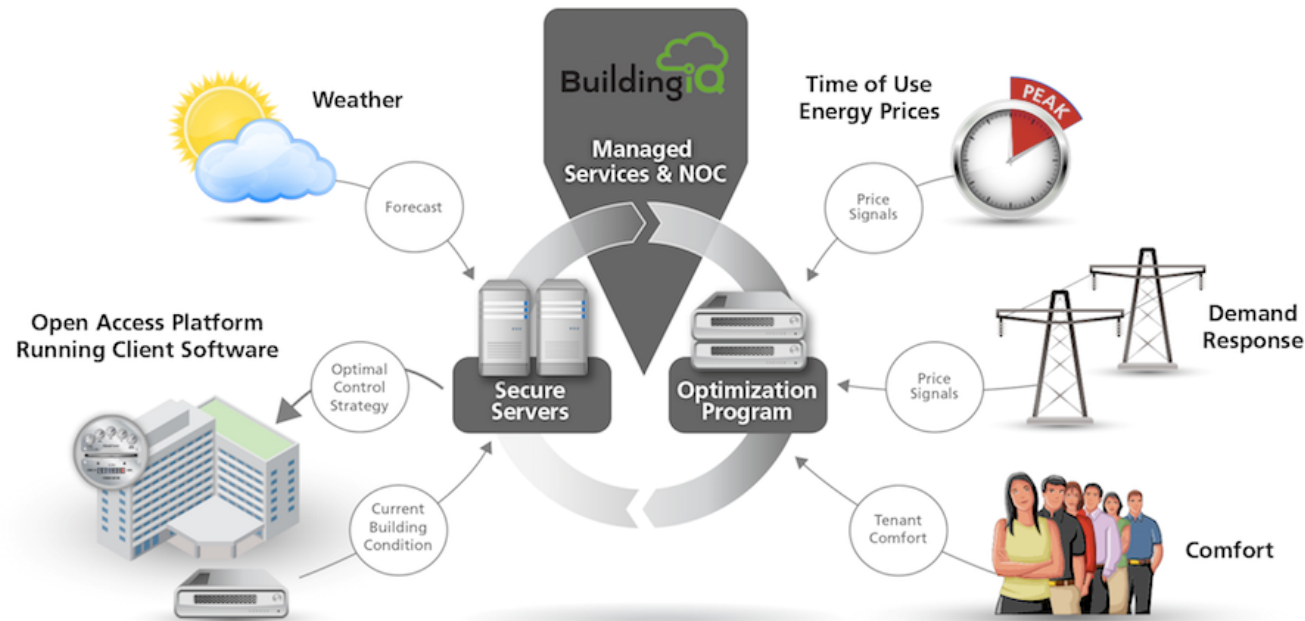 BuildingiQ
Managed
Services & NOC
Weather
Forecast
Time of Use
Energy Prices
PEAK
Price
Signals
Open Access Platform
Running Client Software
Optimal
Control
Strategy
Secure
Servers
Optimization
Program
Price
Signals
Demand
Response
Current
Building
Condition
Tenant
Comfort
Comfort